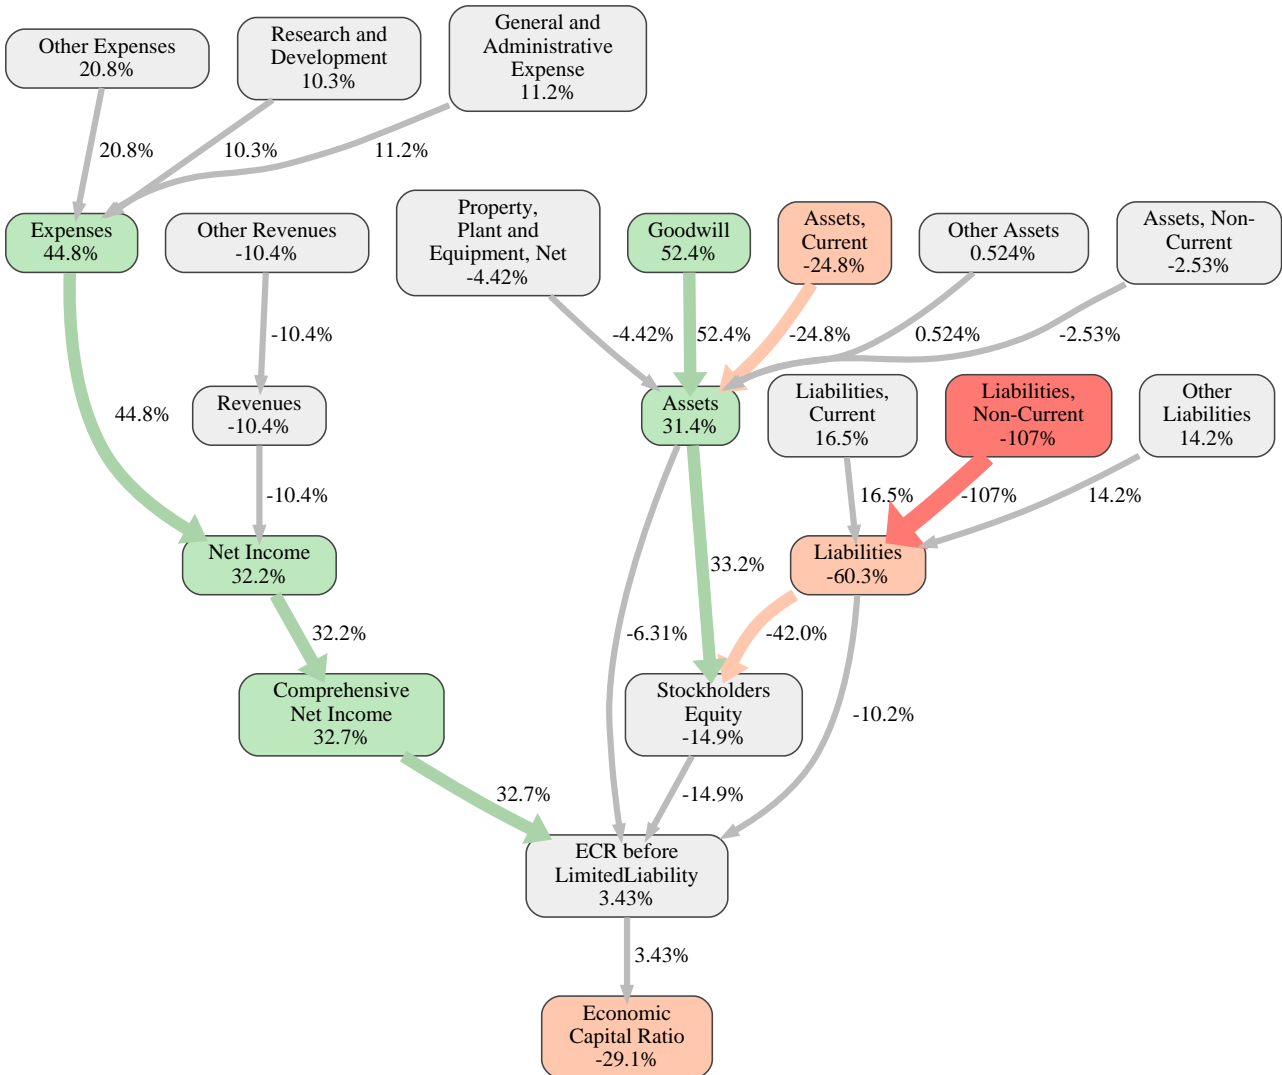 Other Expenses
20.8%
Research and
Development
10.3%
General and
Administrative
Expense
11.2%
20.8%
10.3%
11.2%
Expenses
44.8%
Other Revenues
-10.4%
Property,
Plant and
Equipment, Net
-4.42%
Goodwill
52.4%
Assets,
Current
-24.8%
Other Assets
0.524%
Assets, Non-
Current
-2.53%
-10.4%
-4.42%
52.4%
-24.8%
0.524%
-2.53%
44.8%
Revenues
-10.4%
Assets
31.4%
Liabilities,
Current
16.5%
Liabilities,
Non-Current
-107%
Other
Liabilities
14.2%
-10.4%
16.5%
-107%
14.2%
Net Income
32.2%
33.2%
Liabilities
-60.3%
32.2%
-6.31%
-42.0%
Comprehensive
Net Income
32.7%
Stockholders
Equity
-14.9%
-10.2%
32.7%
-14.9%
ECR before
LimitedLiability
3.43%
3.43%
Economic
Capital Ratio
-29.1%